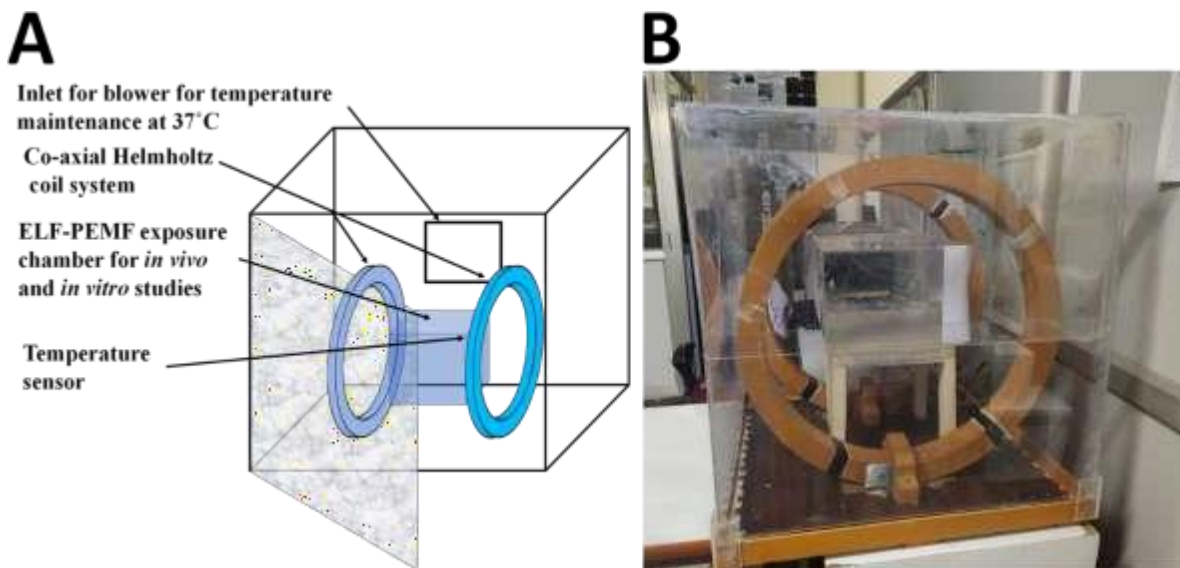 A
B
Inlet for blower for temperature
maintenance at 37°C
Co-axial Helmholtz
coil system
ELF-PEMF exposure
chamber for in vivo
and in vitro studies
Temperature
sensor